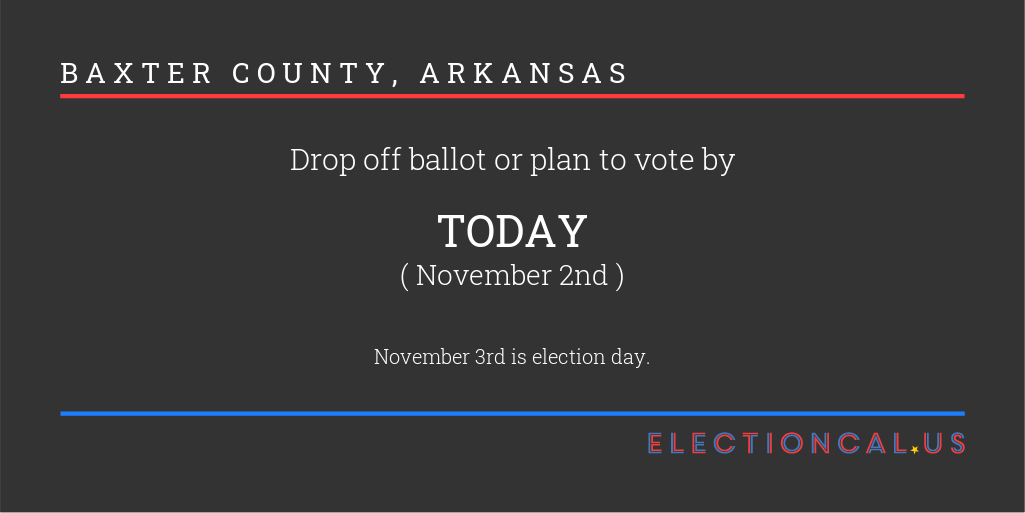 BAXTER COUNTY, ARKANSAS
Drop off ballot or plan to vote by
TODAY
( November 2nd )
November 3rd is election day.
ELECTIONCAL.US